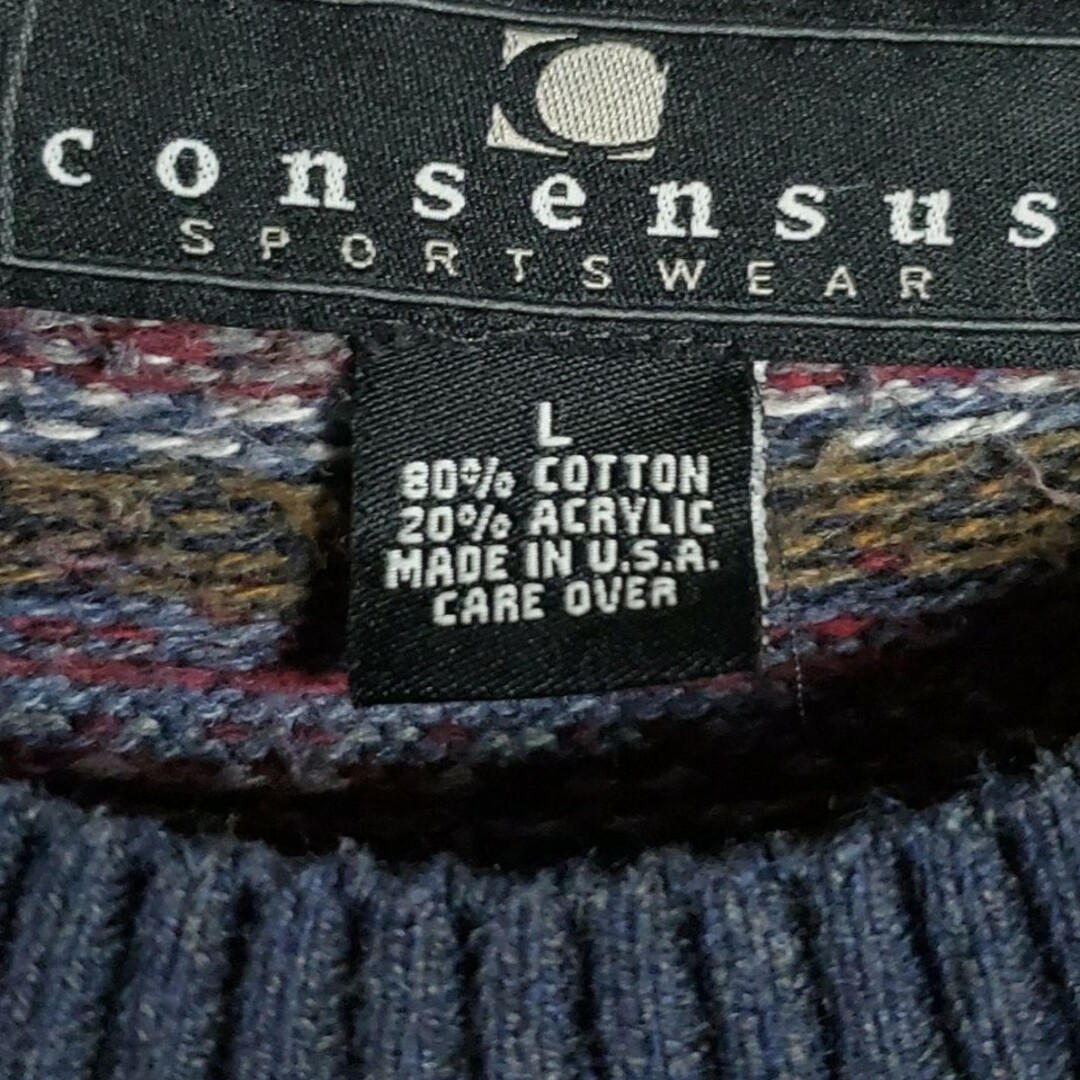 consensus
SPORTSWEAR
L
80% COTTON
20% ACRYLIC
MADE IN U.S.A.
CARE OVER